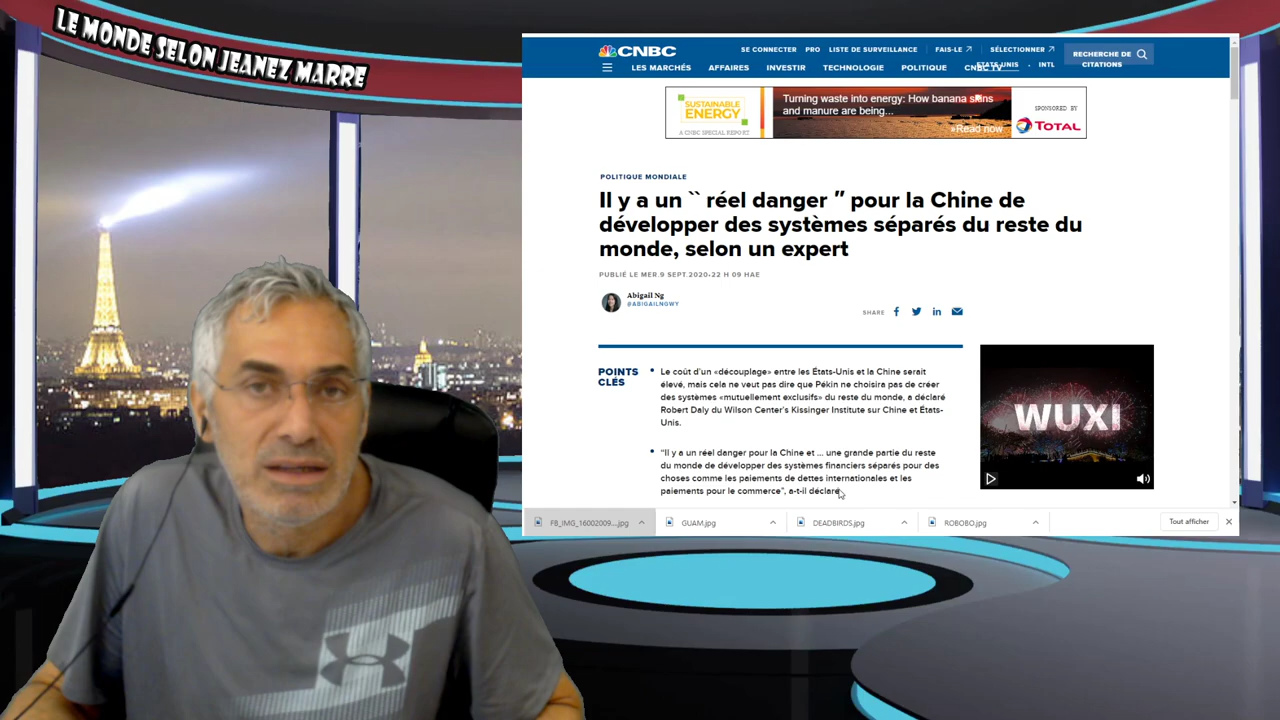 LE MONDE SELON JEANEZ MARRE
CNBC
SE CONNECTER PRO LISTE DE SURVEILLANCE FAIS-LE SÉLECTIONNER
ÉTATS-UNIS INTL
RECHERCHE DE
CITATIONS
LES MARCHÉS AFFAIRES INVESTIR TECHNOLOGIE POLITIQUE CNBC TV
SUSTAINABLE
ENERGY
A CNBC SPECIAL REPORT
Turning waste into energy: How banana skins
and manure are being...
»Read now
SPONSORED BY
TOTAL
POLITIQUE MONDIALE
Il y a un `` réel danger ″ pour la Chine de
développer des systèmes séparés du reste du
monde, selon un expert
PUBLIÉ LE MER.9 SEPT.2020•22 H 09 HAE
Abigail Ng
@ABIGAILNGWY
SHARE
POINTS
CLÉS
• Le coût d'un «découplage» entre les États-Unis et la Chine serait
élevé, mais cela ne veut pas dire que Pékin ne choisira pas de créer
des systèmes «mutuellement exclusifs» du reste du monde, a déclaré
Robert Daly du Wilson Center's Kissinger Institute sur Chine et États-
Unis.
• “Il y a un réel danger pour la Chine et ... une grande partie du reste
du monde de développer des systèmes financiers séparés pour des
choses comme les paiements de dettes internationales et les
paiements pour le commerce”, a-t-il déclaré.
WUXI
FB_IMG_16002009....jpg GUAM.jpg DEADBIRDS.jpg ROBOBO.jpg Tout afficher